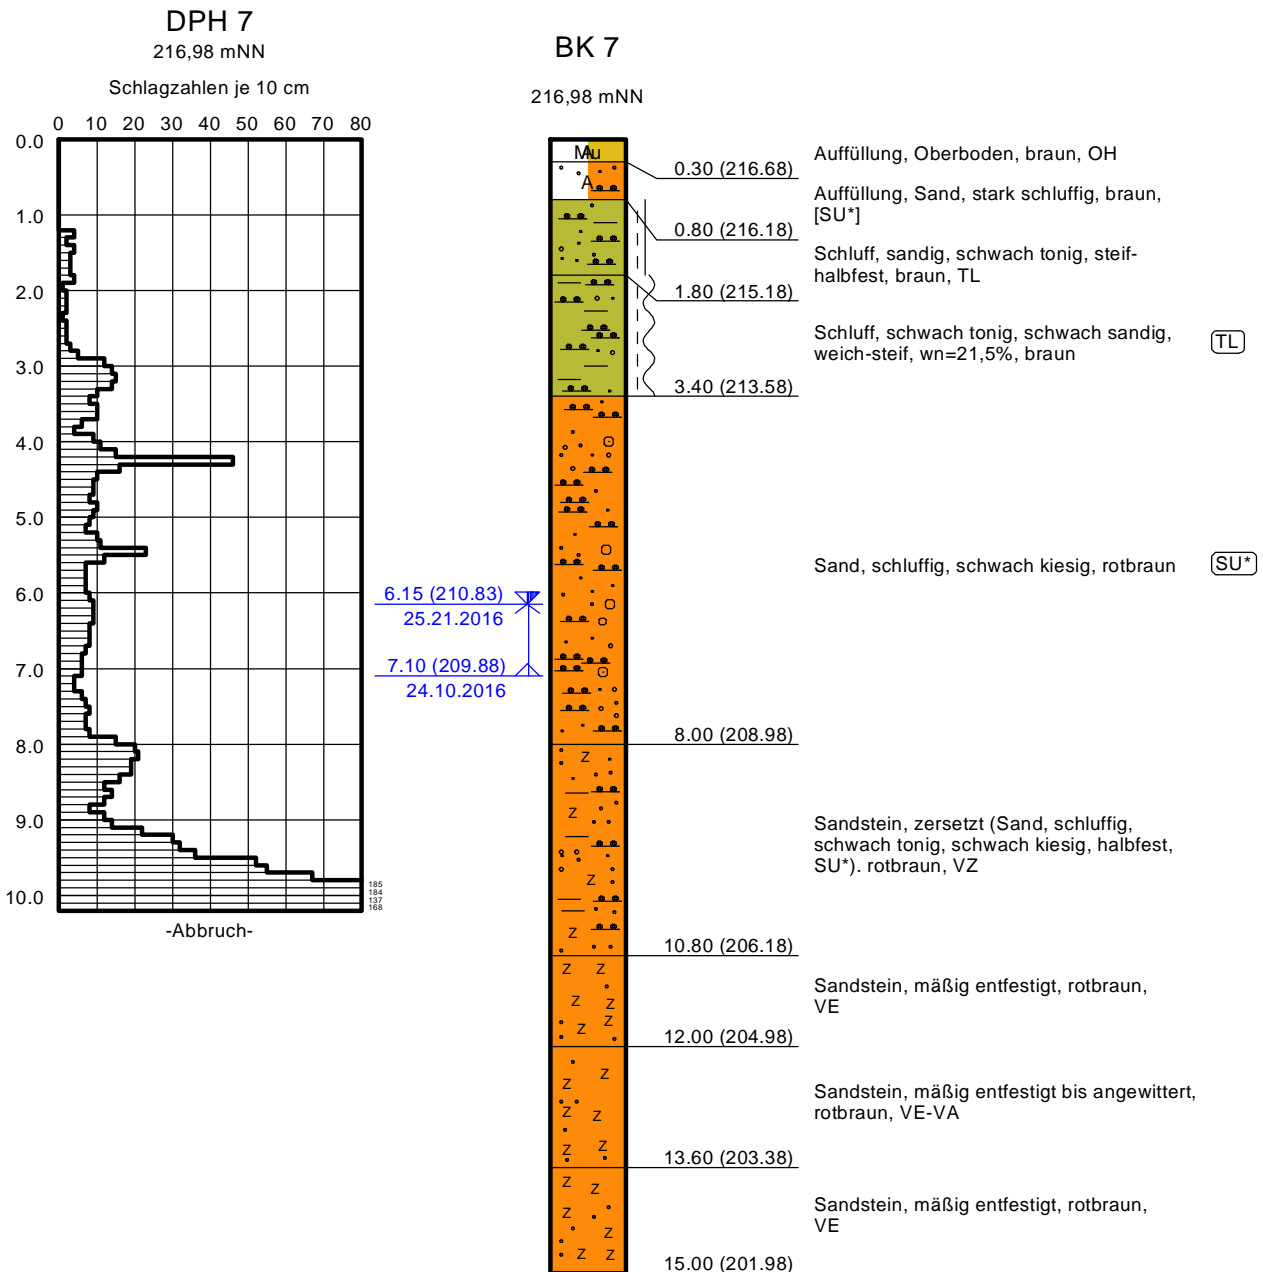 DPH 7
216,98 mNN
Schlagzahlen je 10 cm
0 10 20 30 40 50 60 70 80
0.0
1.0
2.0
3.0
4.0
5.0
6.0
7.0
8.0
9.0
10.0
185
184
137
168
-Abbruch-
BK 7
216,98 mNN
Mu
A
A
0.30 (216.68)
0.80 (216.18)
1.80 (215.18)
3.40 (213.58)
6.15 (210.83)
25.21.2016
7.10 (209.88)
24.10.2016
8.00 (208.98)
10.80 (206.18)
12.00 (204.98)
13.60 (203.38)
15.00 (201.98)
Z
Z
Z
Z
Z Z
Z Z
Z Z
Z
Z
Z Z
Z Z
Z
Z
Z
Z
Z Z
Auffüllung, Oberboden, braun, OH
Auffüllung, Sand, stark schluffig, braun,
[SU*]
Schluff, sandig, schwach tonig, steif-
halbfest, braun, TL
Schluff, schwach tonig, schwach sandig,
weich-steif, wn=21,5%, braun
TL
Sand, schluffig, schwach kiesig, rotbraun
SU*
Sandstein, zersetzt (Sand, schluffig,
schwach tonig, schwach kiesig, halbfest,
SU*). rotbraun, VZ
Sandstein, mäßig entfestigt, rotbraun,
VE
Sandstein, mäßig entfestigt bis angewittert,
rotbraun, VE-VA
Sandstein, mäßig entfestigt, rotbraun,
VE